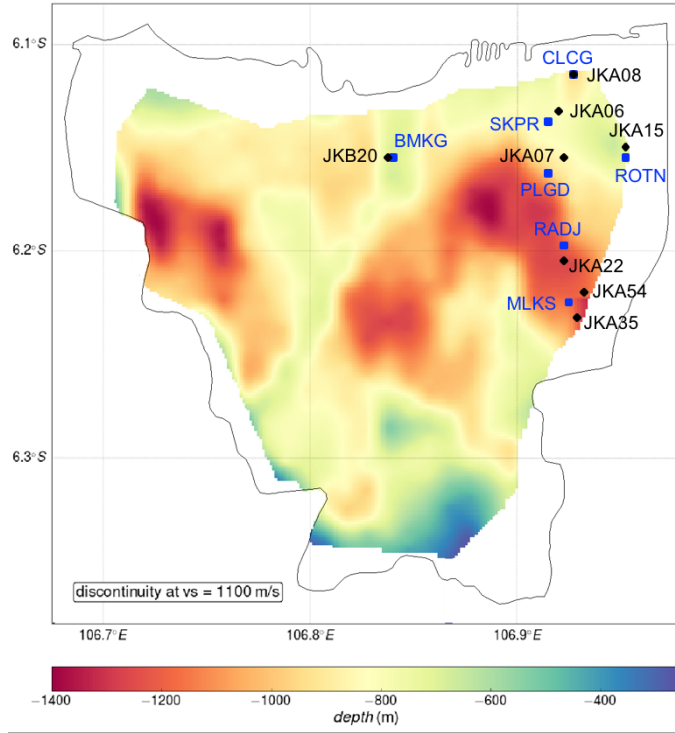 6.1°S
CLCG
JKA08
JKA06
SKPR
JKA15
JKB20
BMKG
JKA07
ROTN
PLGD
6.2°S
RADJ
JKA22
JKA54
MLKS
JKA35
6.3°S
discontinuity at vs = 1100 m/s
106.7°E
106.8°E
106.9°E
−1400
−1200
−1000
−800
−600
−400
depth (m)